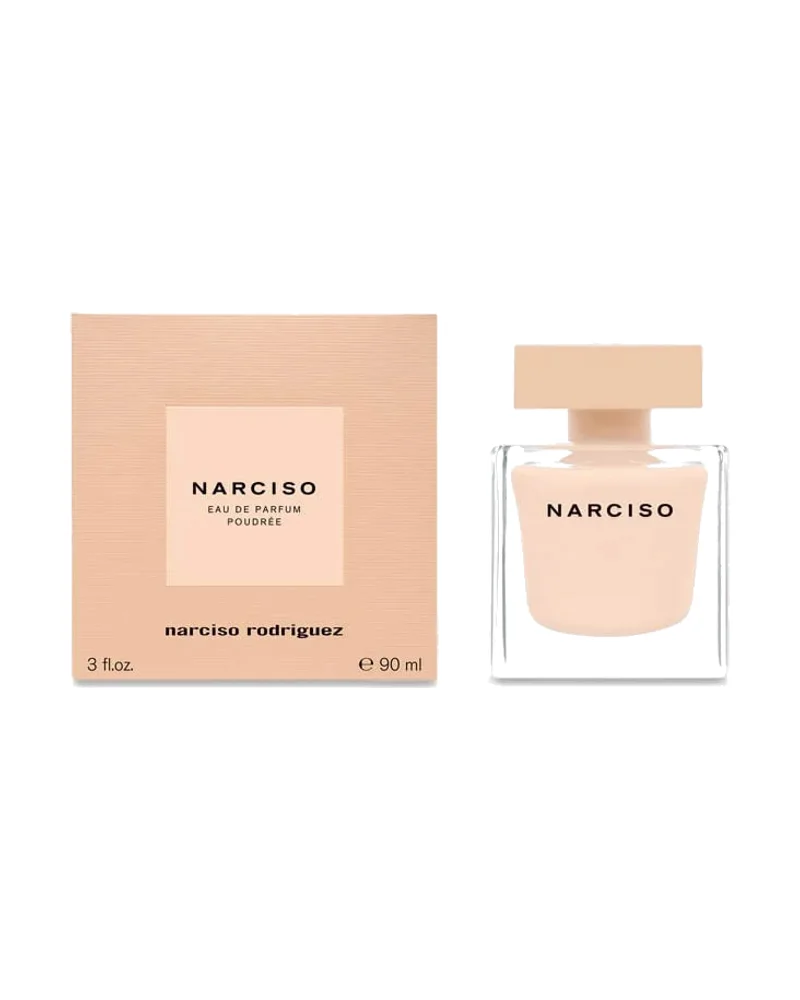 NARCISO
EAU DE PARFUM
POUDRÉE
narciso rodriguez
3 fl.oz.
℮ 90 ml
NARCISO